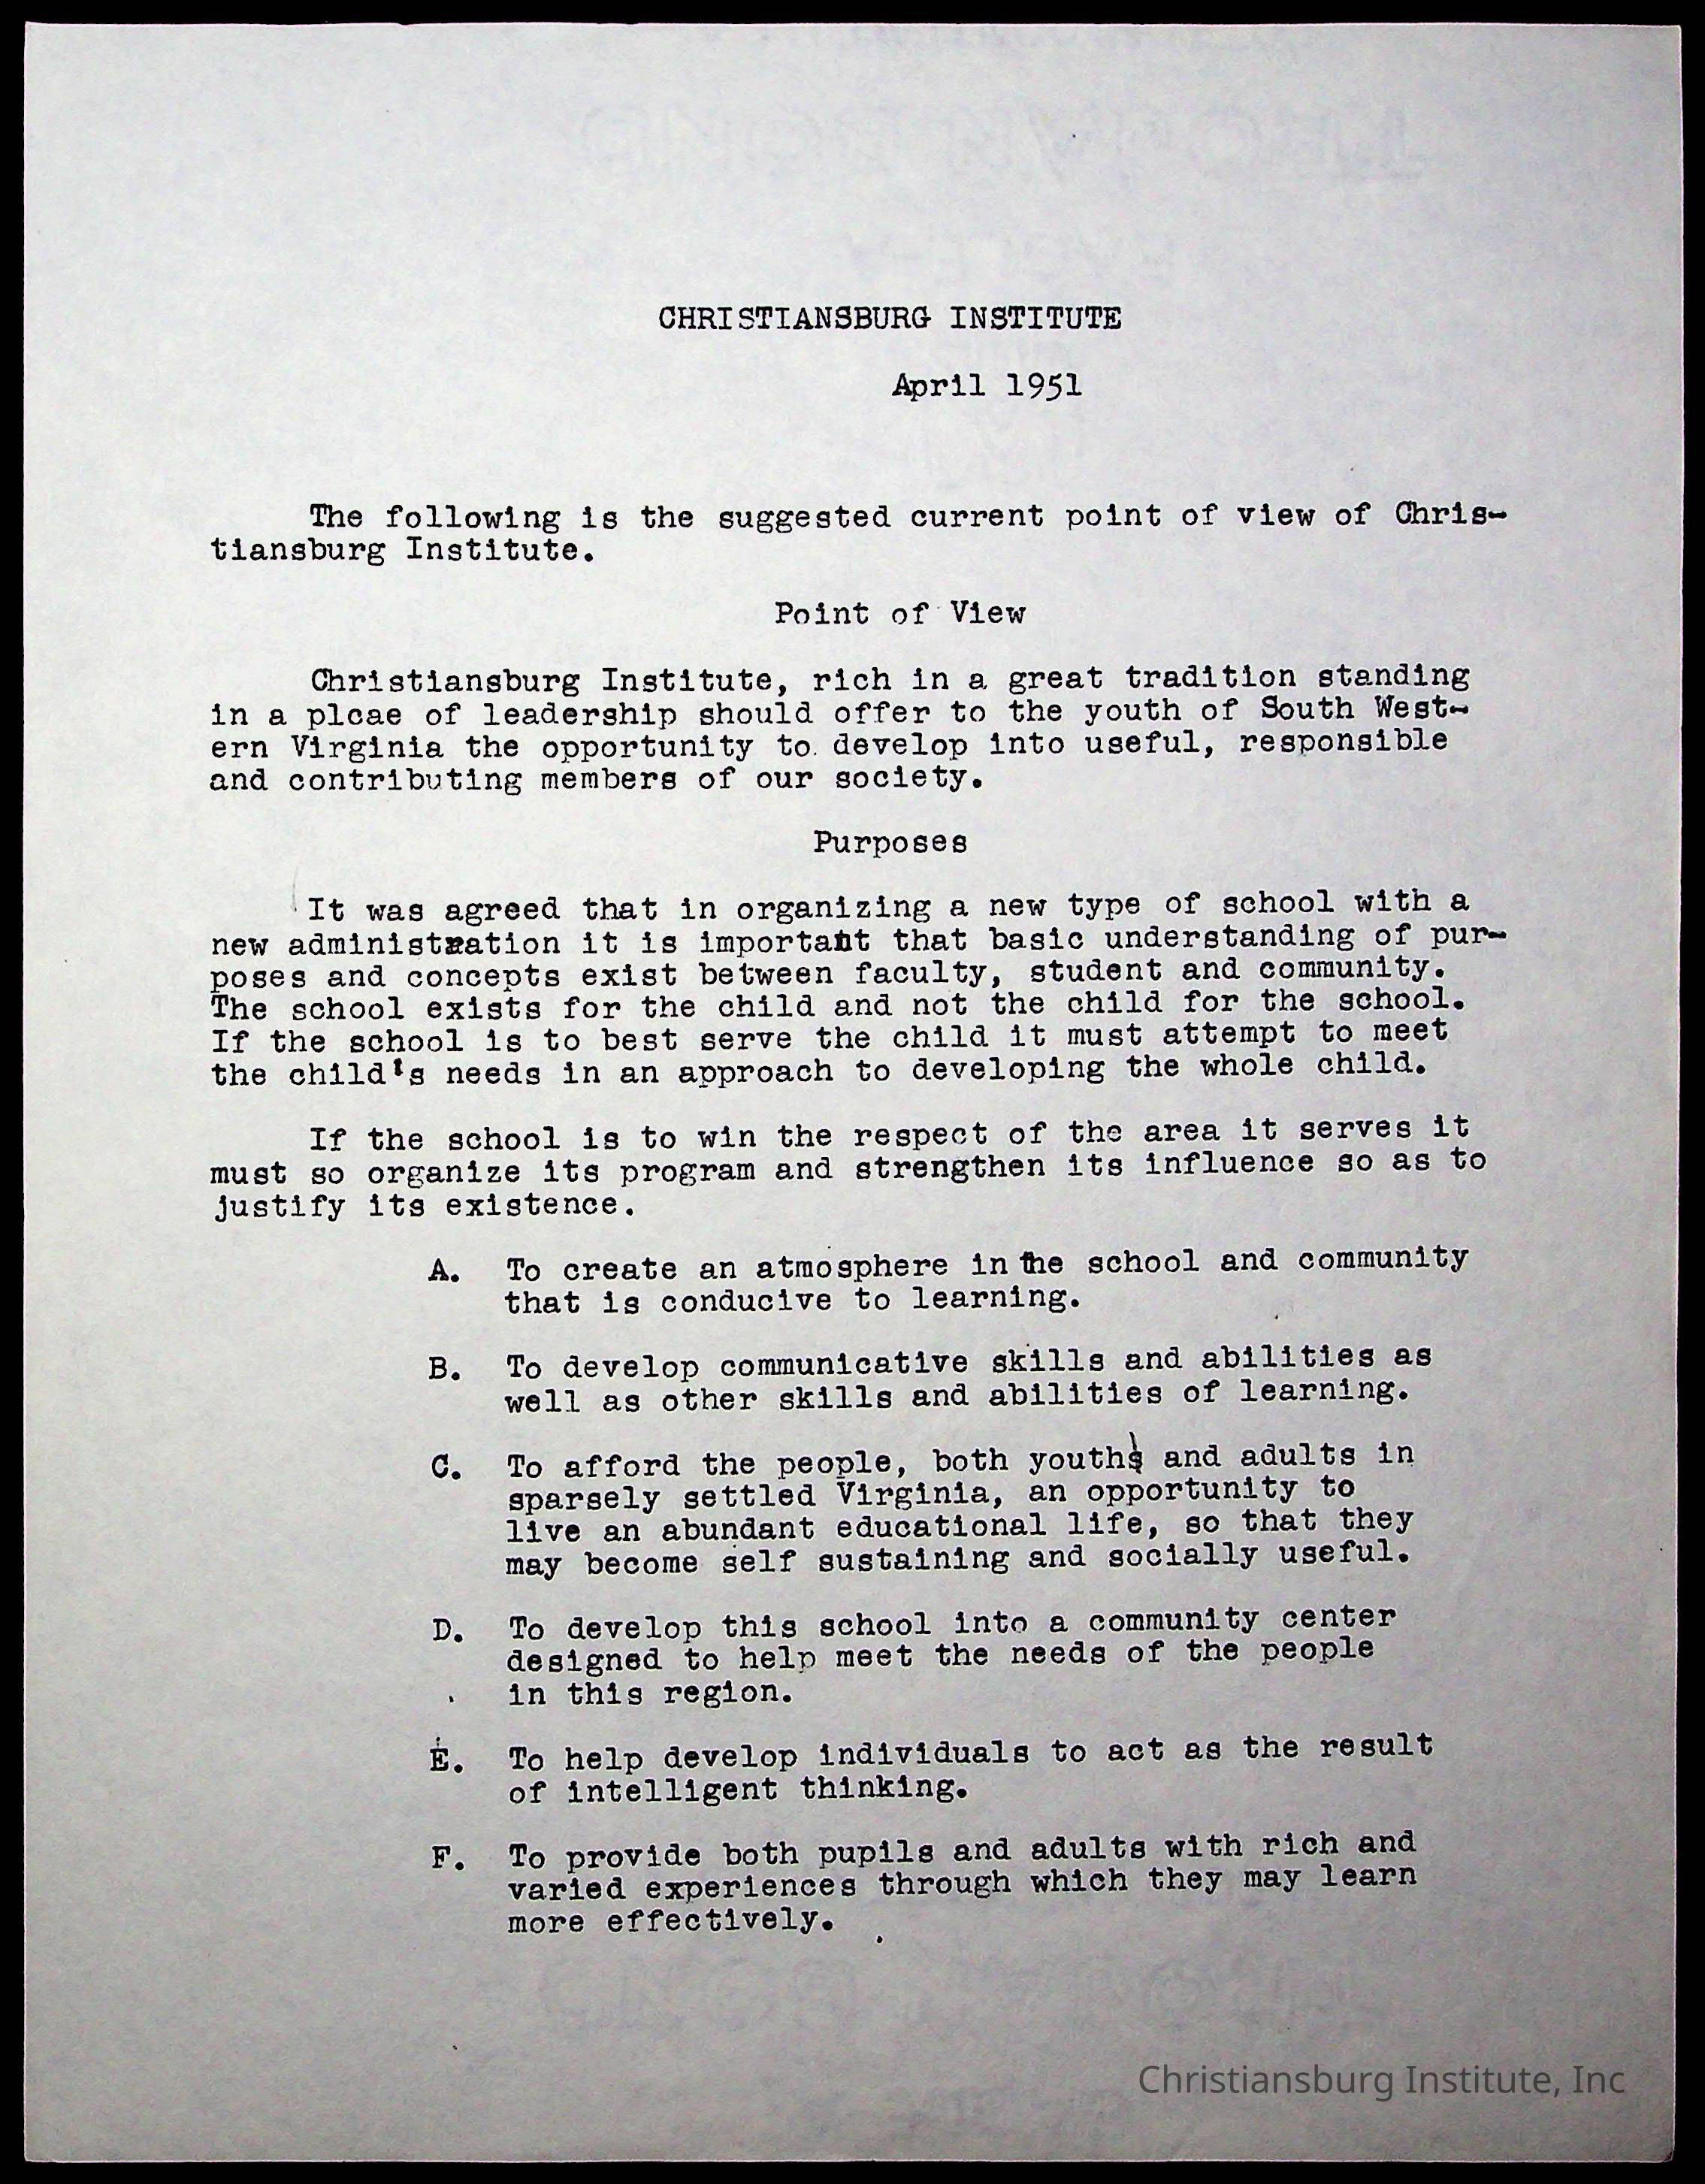 CHRISTIANSBURG INSTITUTE
April 1951
The following is the suggested current point of view of Chris-
tiansburg Institute.
Point of View
Christiansburg Institute, rich in a great tradition standing
in a plcae of leadership should offer to the youth of South West-
ern Virginia the opportunity to develop into useful, responsible
and contributing members of our society.
Purposes
It was agreed that in organizing a new type of school with a
new administration it is important that basic understanding of pur-
poses and concepts exist between faculty, student and community.
The school exists for the child and not the child for the school.
If the school is to best serve the child it must attempt to meet
the child's needs in an approach to developing the whole child.
If the school is to win the respect of the area it serves it
must so organize its program and strengthen its influence so as to
justify its existence.
A. To create an atmosphere in the school and community
that is conducive to learning.
B. To develop communicative skills and abilities as
well as other skills and abilities of learning.
C. To afford the people, both youths and adults in
sparsely settled Virginia, an opportunity to
live an abundant educational life, so that they
may become self sustaining and socially useful.
D. To develop this school into a community center
designed to help meet the needs of the people
in this region.
E. To help develop individuals to act as the result
of intelligent thinking.
F. To provide both pupils and adults with rich and
varied experiences through which they may learn
more effectively.
Christiansburg Institute, Inc